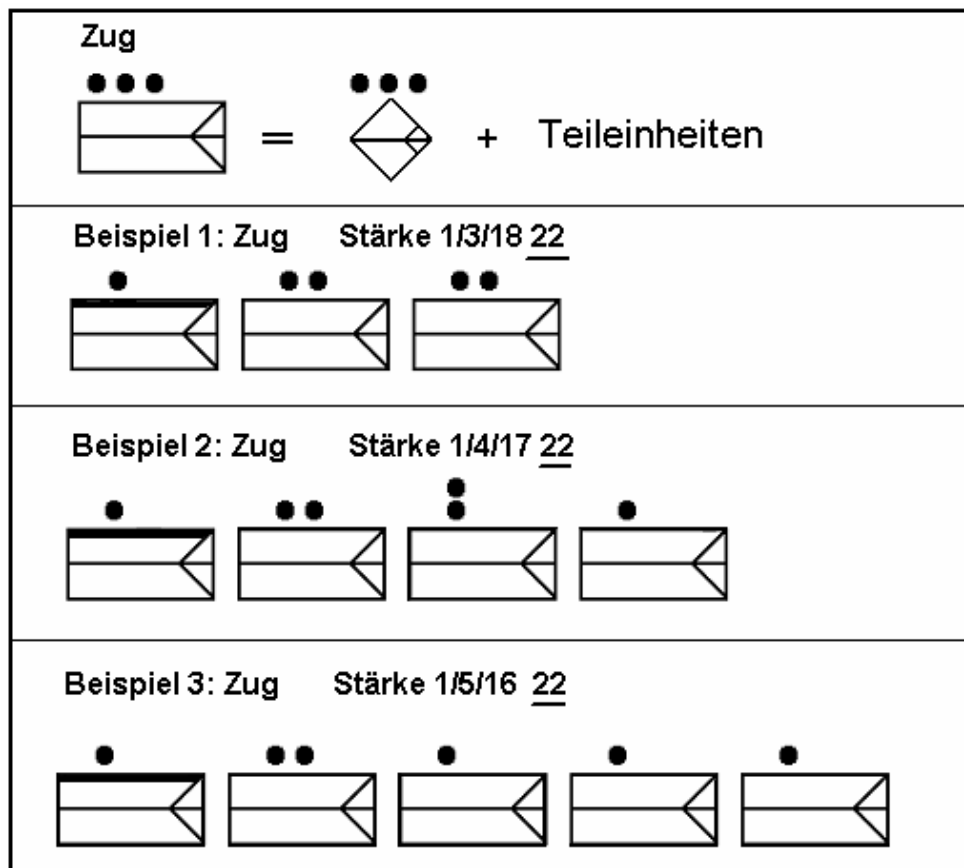 Zug
= + Teileinheiten
Beispiel 1: Zug Stärke 1/3/18 22
Beispiel 2: Zug Stärke 1/4/17 22
Beispiel 3: Zug Stärke 1/5/16 22